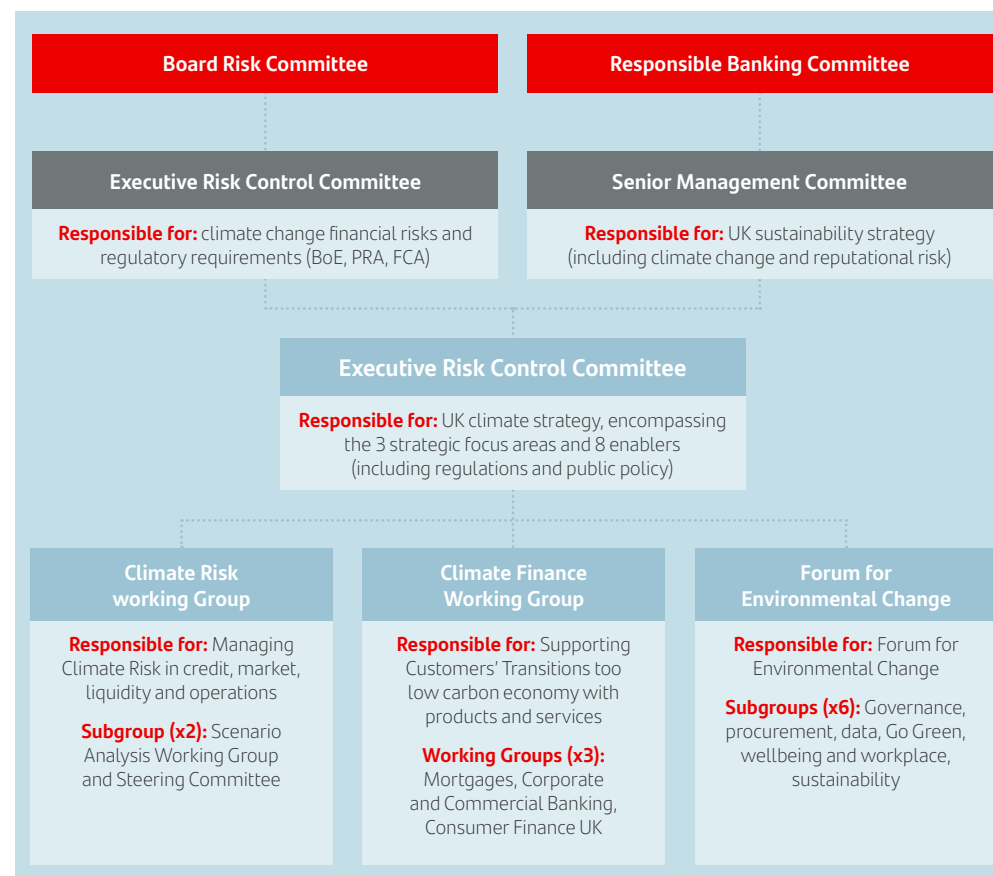 Board Risk Committee
Responsible Banking Committee
Executive Risk Control Committee
Responsible for: climate change financial risks and
regulatory requirements (BoE, PRA, FCA)
Senior Management Committee
Responsible for: UK sustainability strategy
(including climate change and reputational risk)
Executive Risk Control Committee
Responsible for: UK climate strategy, encompassing
the 3 strategic focus areas and 8 enablers
(including regulations and public policy)
Climate Risk
working Group
Responsible for: Managing
Climate Risk in credit, market,
liquidity and operations
Subgroup (x2): Scenario
Analysis Working Group
and Steering Committee
Climate Finance
Working Group
Responsible for: Supporting
Customers’ Transitions too
low carbon economy with
products and services
Working Groups (x3):
Mortgages, Corporate
and Commercial Banking,
Consumer Finance UK
Forum for
Environmental Change
Responsible for: Forum for
Environmental Change
Subgroups (x6): Governance,
procurement, data, Go Green,
wellbeing and workplace,
sustainability